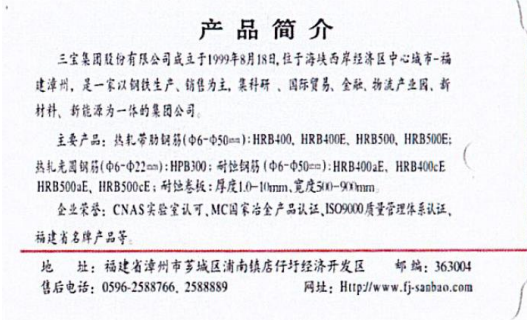 产品简介
三宝集团股份有限公司成立于1999年8月18日,位于海峡西岸经济区中心城市-福
建漳州，是一家以钢铁生产、销售为主，集科研、国际贸易、金融、物流产业园、新
材料、新能源为一体的集团公司。
主要产品：热轧带肋钢筋(Φ6-Φ50mm):HRB400, HRB400E, HRB500, HRB500E;
热轧光圆钢筋(Φ6-Φ22mm):HPB300；耐蚀钢筋(Φ6-Φ50mm):HRB400aE, HRB400cE
HRB500aE, HRB500cE；耐蚀卷板：厚度1.0-10mm、宽度500-900mm。
企业荣誉：CNAS实验室认可、MC国家冶金产品认证、ISO9000质量管理体系认证、
福建省名牌产品等。
地 址：福建省漳州市芗城区浦南镇店仔圩经济开发区 邮编：363004
售后电话：0596-2588766、2588889 网址：Http://www.fj-sanbao.com